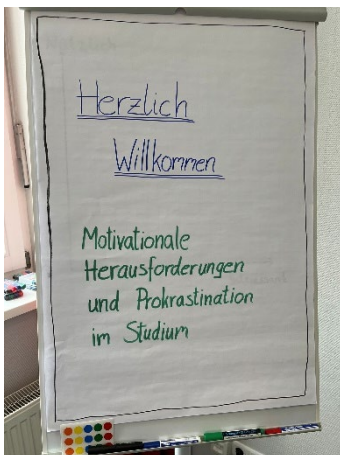 Herzlich
Willkommen
Motivationale
Herausforderungen
und Prokrastination
im Studium